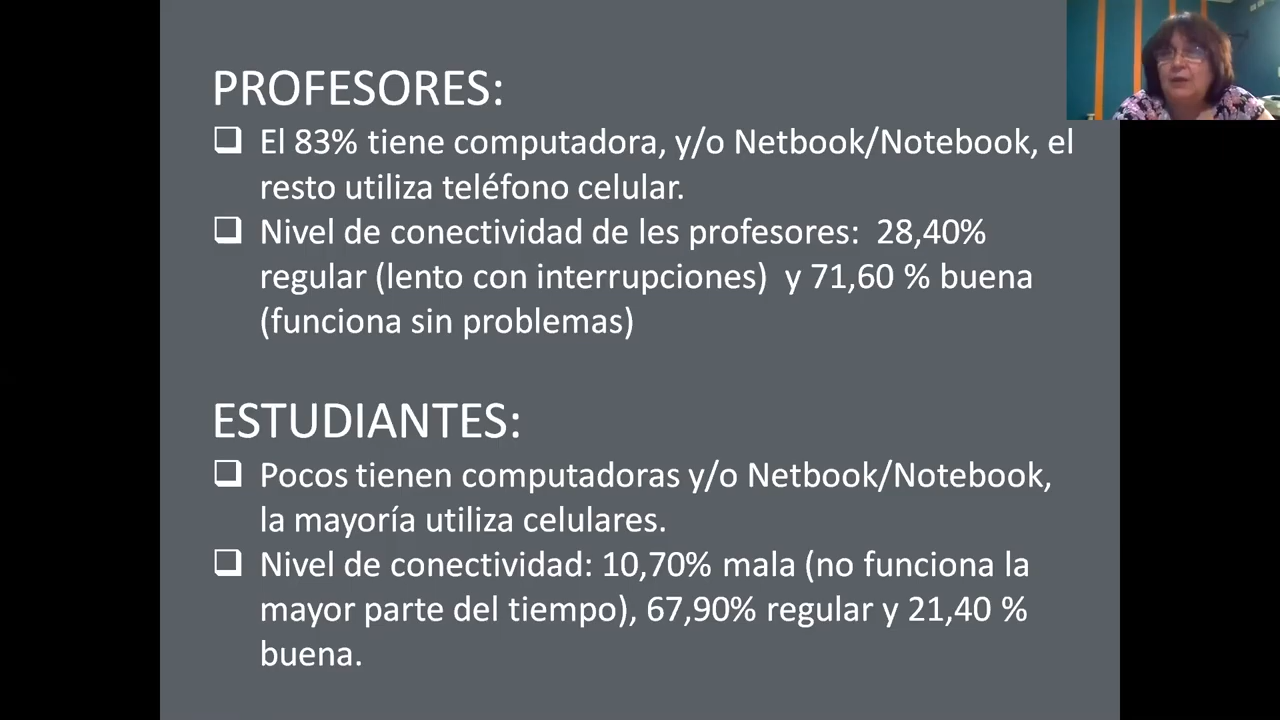 PROFESORES:
❑ El 83% tiene computadora, y/o Netbook/Notebook, el
resto utiliza teléfono celular.
❑ Nivel de conectividad de les profesores:  28,40%
regular (lento con interrupciones)  y 71,60 % buena
(funciona sin problemas)
ESTUDIANTES:
❑ Pocos tienen computadoras y/o Netbook/Notebook,
la mayoría utiliza celulares.
❑ Nivel de conectividad: 10,70% mala (no funciona la
mayor parte del tiempo), 67,90% regular y 21,40 %
buena.